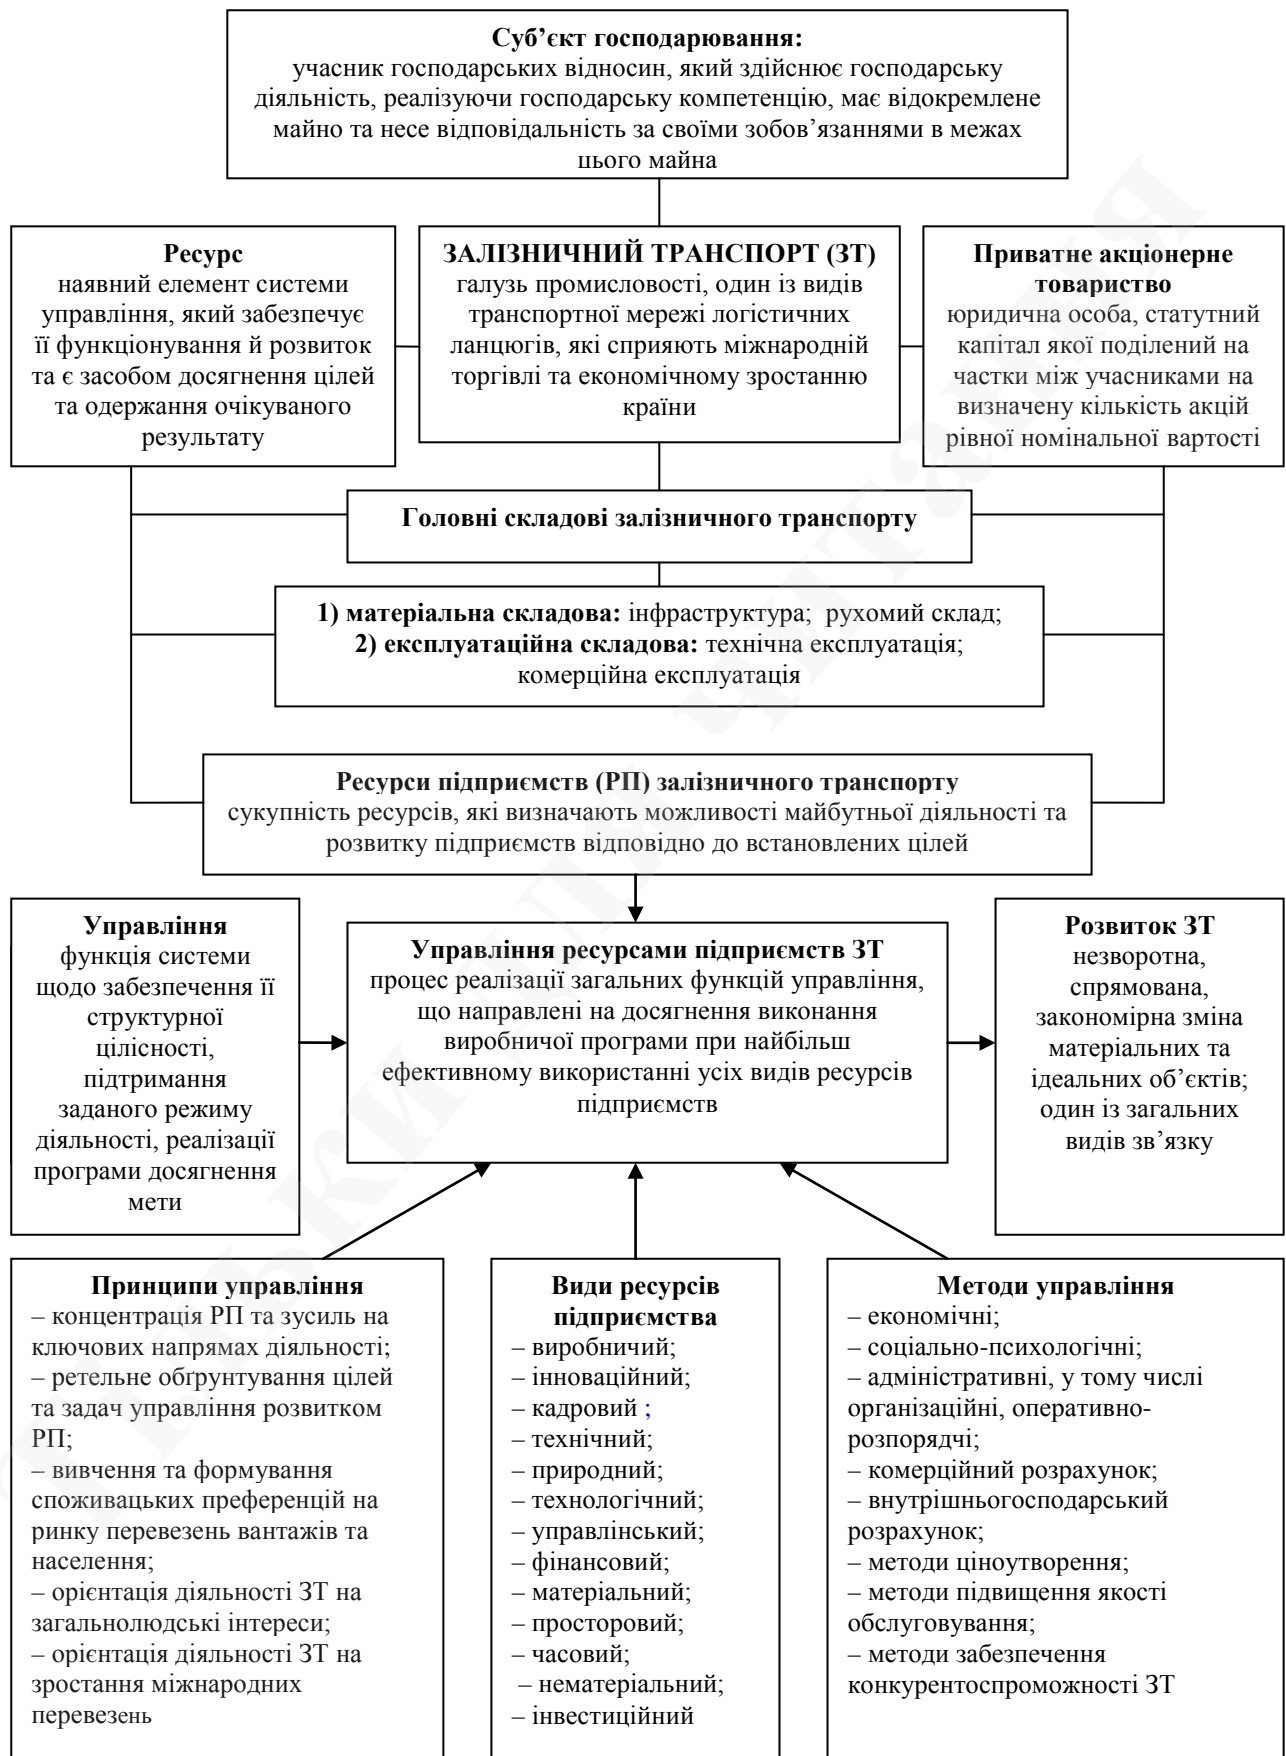 Суб’єкт господарювання:
учасник господарських відносин, який здійснює господарську
діяльність, реалізуючи господарську компетенцію, має відокремлене
майно та несе відповідальність за своїми зобов’язаннями в межах
цього майна
Ресурс
наявний елемент системи
управління, який забезпечує
її функціонування й розвиток
та є засобом досягнення цілей
та одержання очікуваного
результату
ЗАЛІЗНИЧНИЙ ТРАНСПОРТ (ЗТ)
галузь промисловості, один із видів
транспортної мережі логістичних
ланцюгів, які сприяють міжнародній
торгівлі та економічному зростанню
країни
Приватне акціонерне
товариство
юридична особа, статутний
капітал якої поділений на
частки між учасниками на
визначену кількість акцій
рівної номінальної вартості
Головні складові залізничного транспорту
1) матеріальна складова: інфраструктура; рухомий склад;
2) експлуатаційна складова: технічна експлуатація;
комерційна експлуатація
Ресурси підприємств (РП) залізничного транспорту
сукупність ресурсів, які визначають можливості майбутньої діяльності та
розвитку підприємств відповідно до встановлених цілей
Управління
функція системи
щодо забезпечення її
структурної
цілісності,
підтримання
заданого режиму
діяльності, реалізації
програми досягнення
мети
Управління ресурсами підприємств ЗТ
процес реалізації загальних функцій управління,
що направлені на досягнення виконання
виробничої програми при найбільш
ефективному використанні усіх видів ресурсів
підприємств
Розвиток ЗТ
незворотна,
спрямована,
закономірна зміна
матеріальних та
ідеальних об’єктів;
один із загальних
видів зв’язку
Принципи управління
– концентрація РП та зусиль на
ключових напрямах діяльності;
– ретельне обґрунтування цілей
та задач управління розвитком
РП;
– вивчення та формування
споживацьких преференцій на
ринку перевезень вантажів та
населення;
– орієнтація діяльності ЗТ на
загальнолюдські інтереси;
– орієнтація діяльності ЗТ на
зростання міжнародних
перевезень
Види ресурсів
підприємства
– виробничий;
– інноваційний;
– кадровий ;
– технічний;
– природний;
– технологічний;
– управлінський;
– фінансовий;
– матеріальний;
– просторовий;
– часовий;
– нематеріальний;
– інвестиційний
Методи управління
– економічні;
– соціально-психологічні;
– адміністративні, у тому числі
організаційні, оперативно-
розпорядчі;
– комерційний розрахунок;
– внутрішньогосподарський
розрахунок;
– методи ціноутворення;
– методи підвищення якості
обслуговування;
– методи забезпечення
конкурентоспроможності ЗТ
Тільки для читання